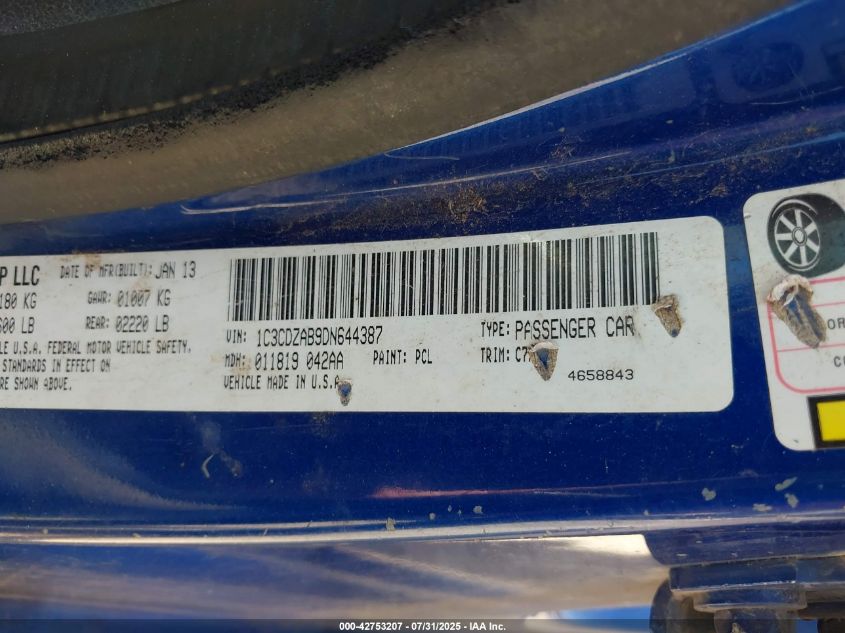 P LLC DATE OF MFR(BUILT): JAN 13
180 KG GAWR: 01007 KG
600 LB REAR: 02220 LB
LE U.S.A. FEDERAL MOTOR VEHICLE SAFETY.
STANDARDS IN EFFECT ON
RE SHOWN ABOVE.
VIN: 1C3CDZAB9DN644387 TYPE: PASSENGER CAR
MDH: 011819 042AA PAINT: PCL TRIM: C7
VEHICLE MADE IN U.S.A
4658843
OR
CO
000-42753207 - 07/31/2025 - IAA Inc.